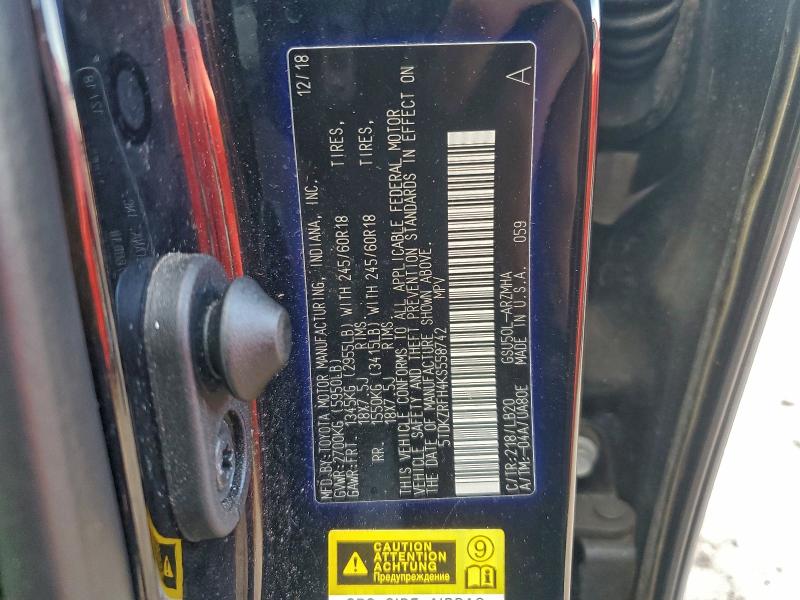 MFD.BY:TOYOTA MOTOR MANUFACTURING, INDIANA, INC. 12/18
GVWR:2700KG(5950LB)
GAWR:FRT. 1345KG (2955LB) WITH 245/60R18 TIRES,
18X7.5J RIMS
RR. 1550KG (3415LB) WITH 245/60R18 TIRES,
18X7.5J RIMS
THIS VEHICLE CONFORMS TO ALL APPLICABLE FEDERAL MOTOR
VEHICLE SAFETY AND THEFT PREVENTION STANDARDS IN EFFECT ON
THE DATE OF MANUFACTURE SHOWN ABOVE.
5TDKZRFH4KS558742 MPV
C/TR:218/LB20 GSU50L-ARZMHA 059
A/TM:-04A/UA80E MADE IN U.S.A. A
CAUTION
ATTENTION
ACHTUNG
Предупреждение
9